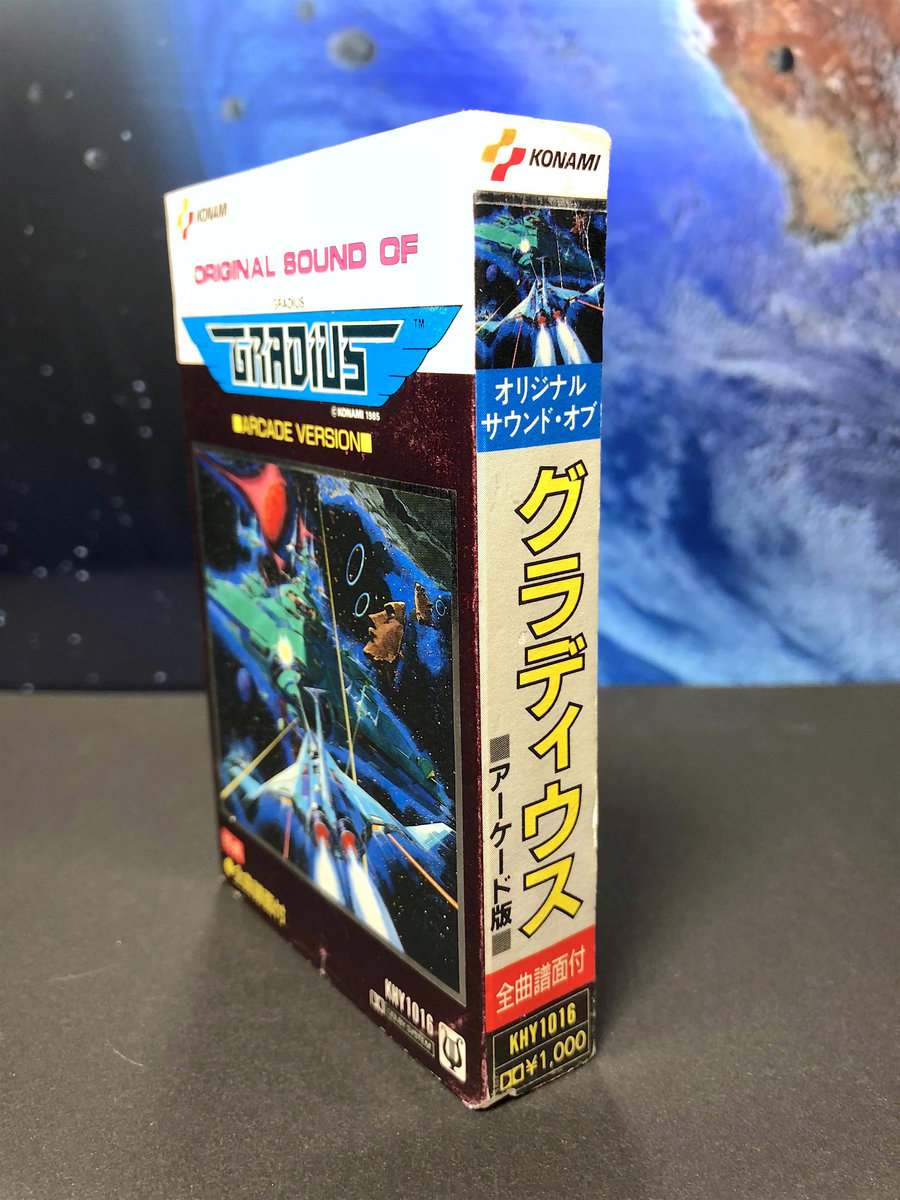 KONAMI
ORIGINAL SOUND OF
GRADIUS
GRADIUS
TM
© KONAMI 1985
■ARCADE VERSION■
KHY1016
KONAMI
オリジナル
サウンド・オブ
グラディウス
■アーケード版■
全曲譜面付
KHY1016
¥1,000